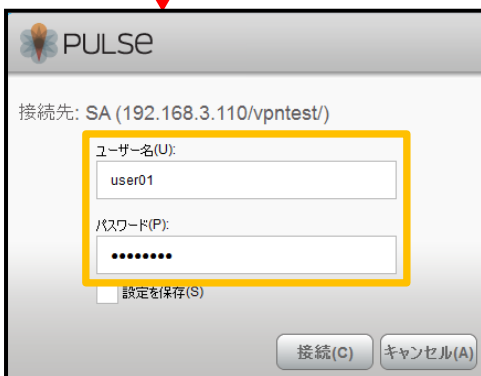 PULSE
接続先: SA (192.168.3.110/vpntest/)
ユーザー名(U):
user01
パスワード(P):
••••••••
設定を保存(S)
接続(C) キャンセル(A)